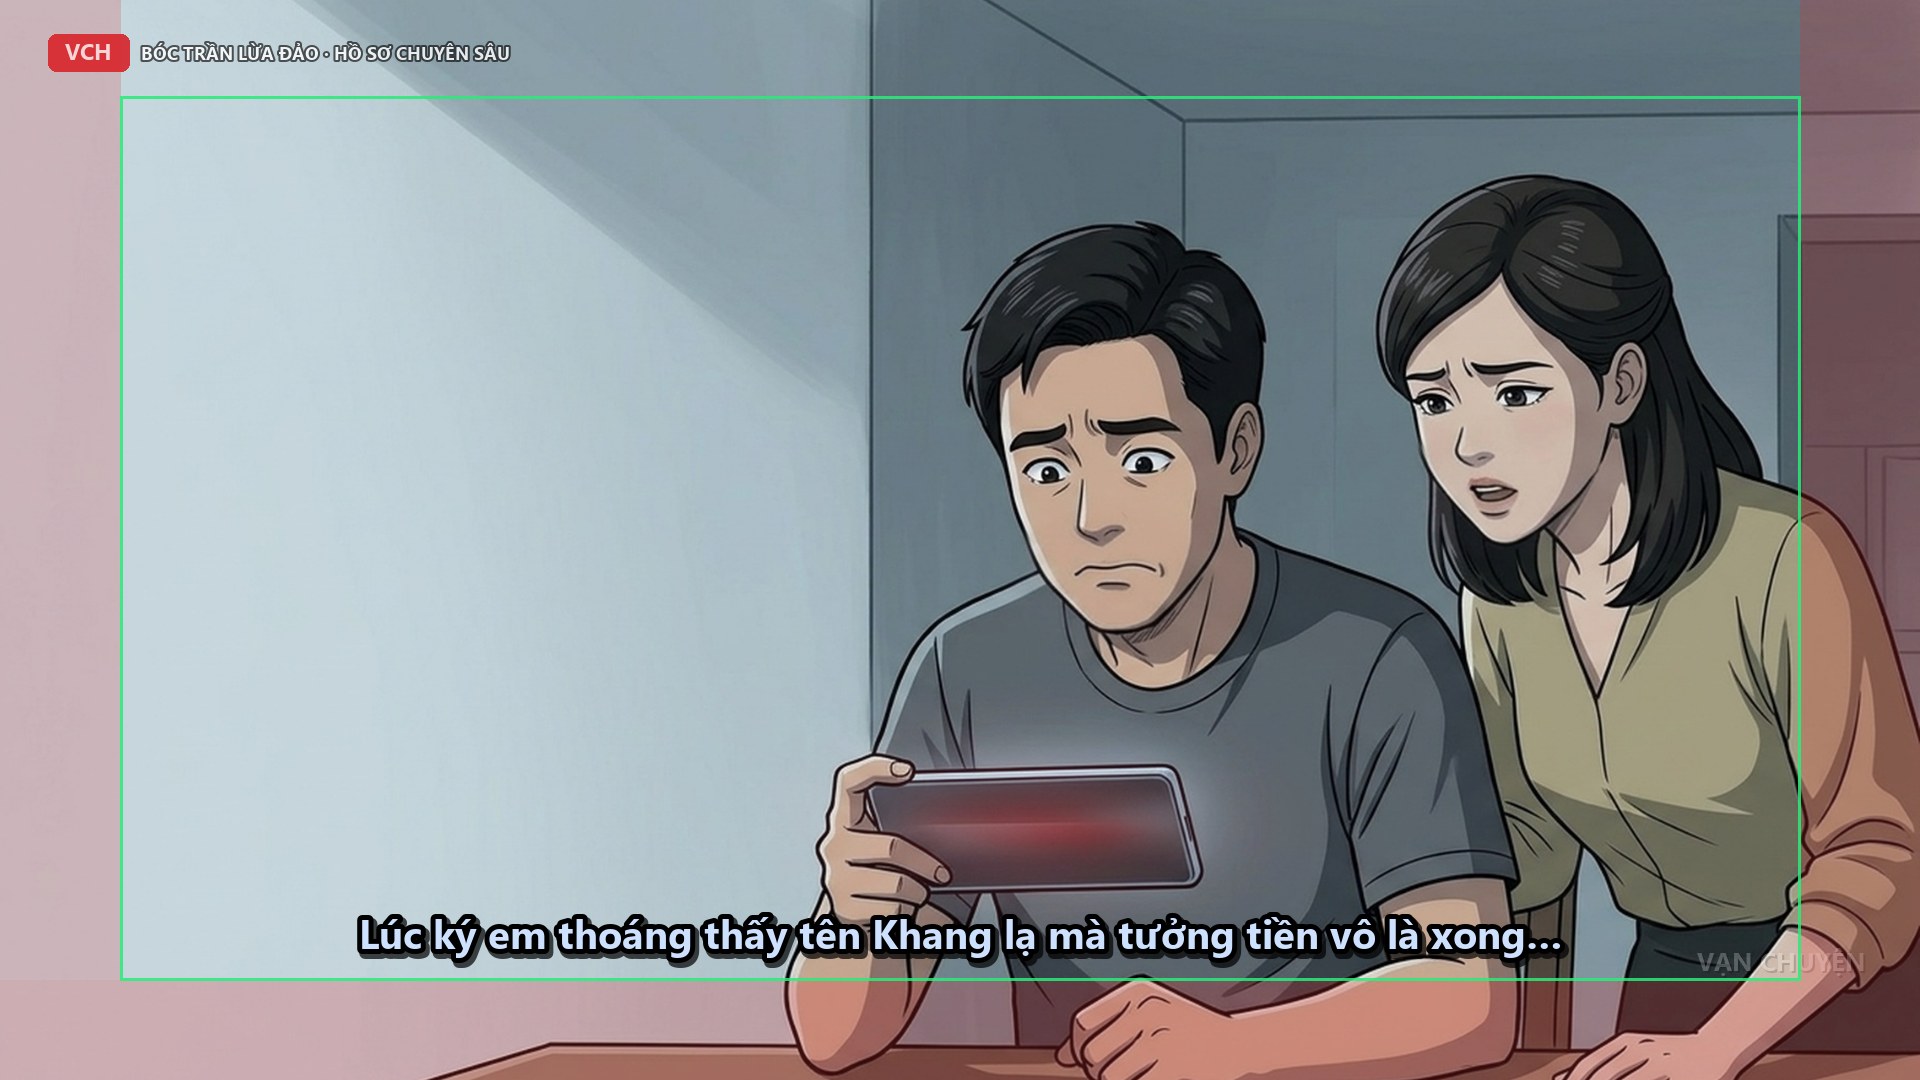 VCH BÓC TRẦN LỪA ĐẢO · HỒ SƠ CHUYÊN SÂU
Lúc ký em thoáng thấy tên Khang lạ mà tưởng tiền vô là xong...
VẠN CHUYỆN